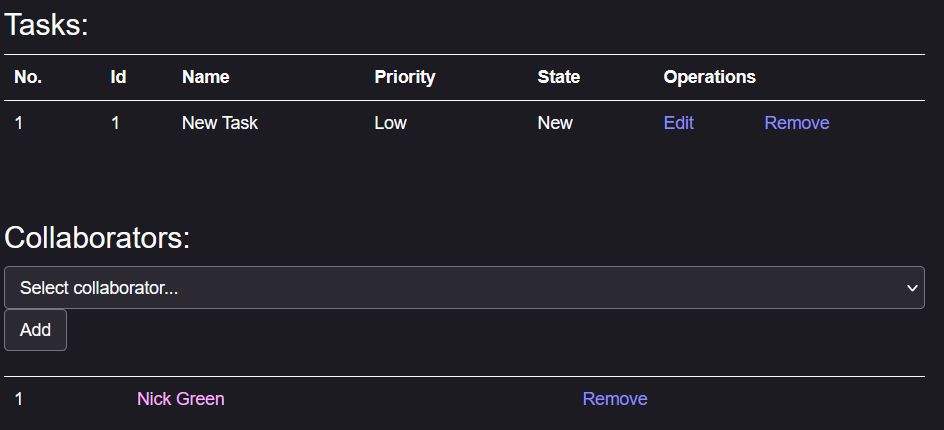 Tasks:
No. Id Name Priority State Operations
1 1 New Task Low New Edit Remove
Collaborators:
Select collaborator...
Add
1 Nick Green Remove